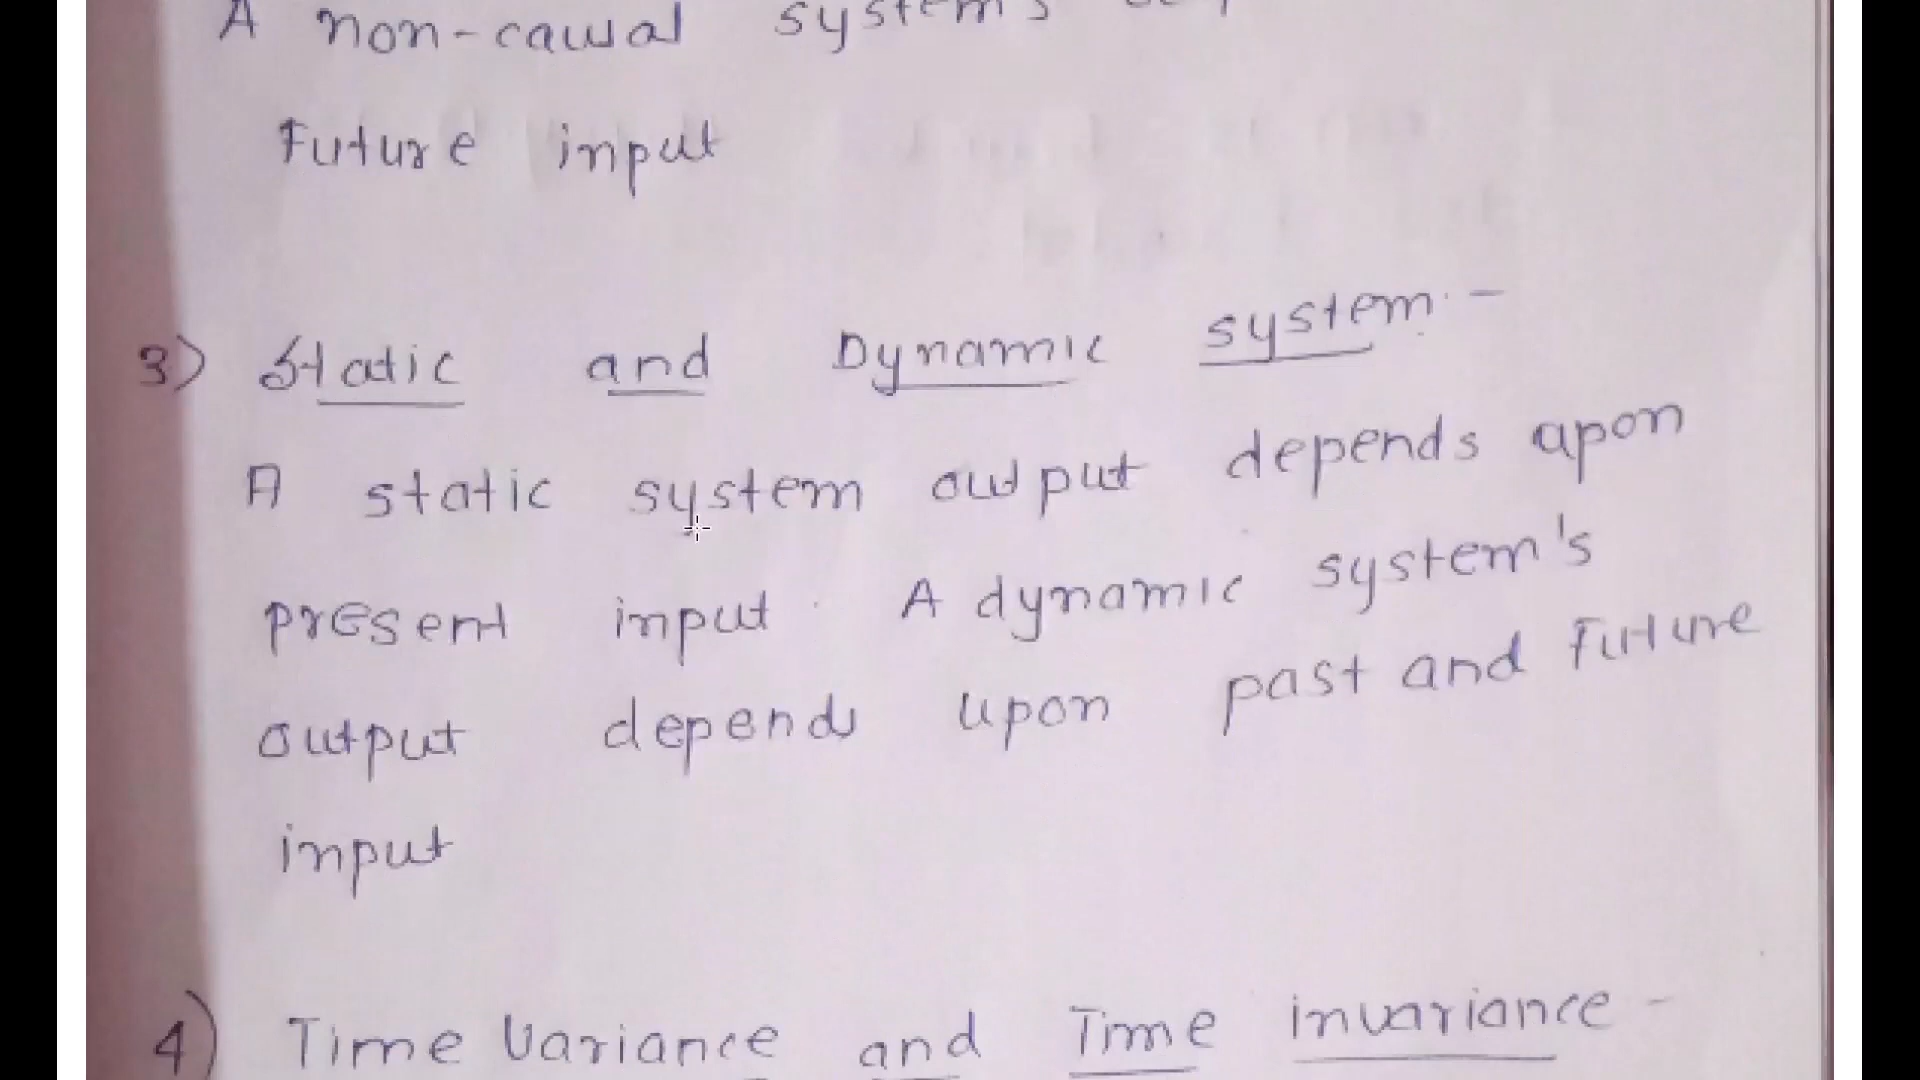 A non-causal system's
Future input
3) Static and Dynamic system.-
A static system output depends apon
present input. A dynamic system's
output depends upon past and Future
input
4) Time Variance and Time invariance -